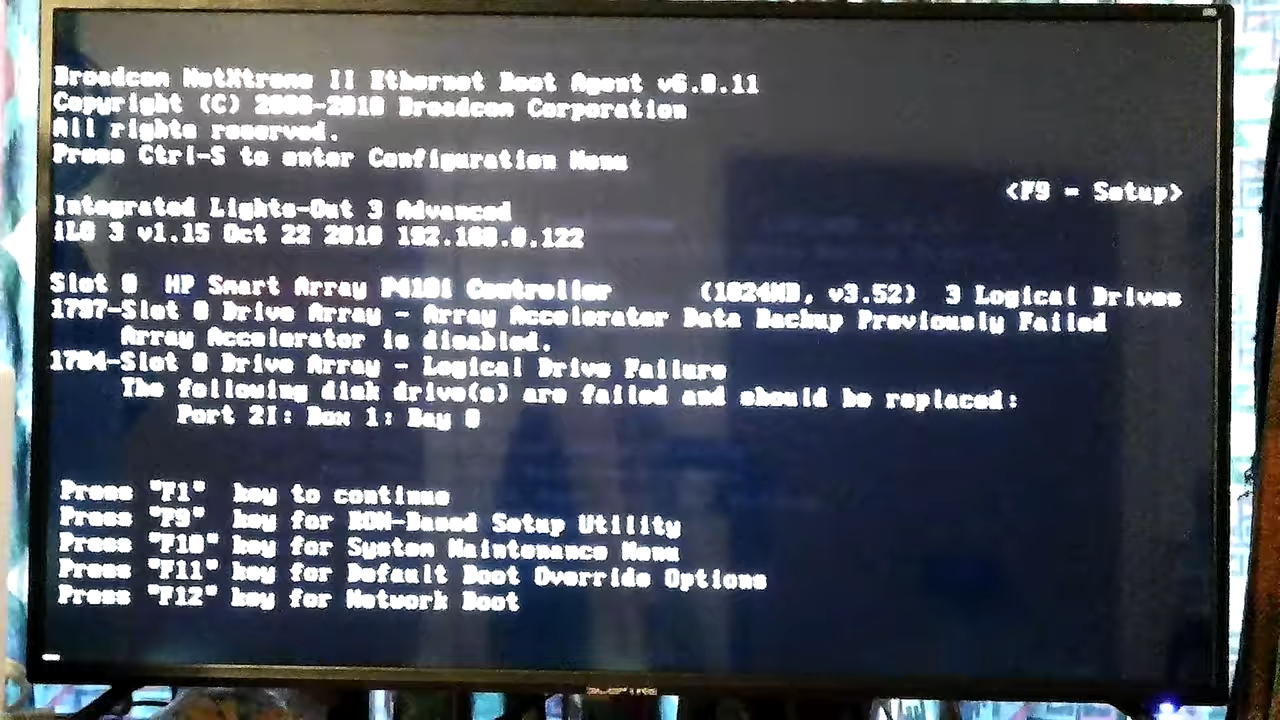 Broadcom NetXtreme II Ethernet Boot Agent v6.0.11
Copyright (C) 2000-2010 Broadcom Corporation
All rights reserved.
Press Ctrl-S to enter Configuration Menu
<F9 = Setup>
Integrated Lights-Out 3 Advanced
iLO 3 v1.15 Oct 22 2010 192.168.0.122
Slot 0 HP Smart Array P410i Controller (1024MB, v3.52) 3 Logical Drives
1797-Slot 0 Drive Array - Array Accelerator Data Backup Previously Failed
Array Accelerator is disabled.
1784-Slot 0 Drive Array - Logical Drive Failure
The following disk drive(s) are failed and should be replaced:
Port 2I: Box 1: Bay
Press "F1" key to continue
Press "F9" key for ROM-Based Setup Utility
Press "F10" key for System Maintenance Menu
Press "F11" key for Default Boot Override Options
Press "F12" key for Network Boot